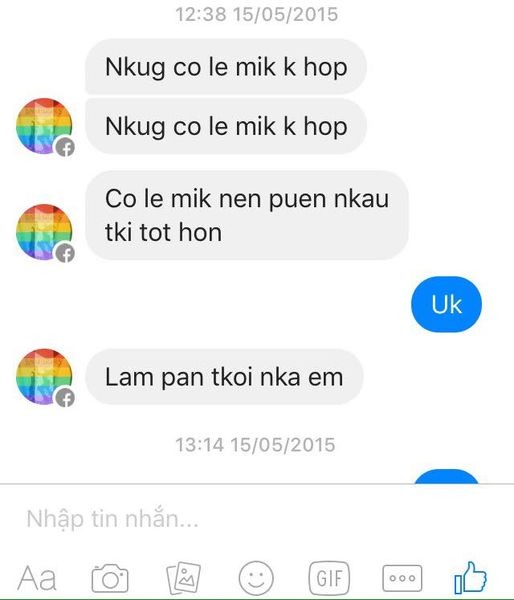 12:38 15/05/2015
Nkug co le mik k hop
Nkug co le mik k hop
Co le mik nen puen nkau
tki tot hon
Uk
Lam pan tkoi nka em
13:14 15/05/2015
Nhập tin nhắn...
Aa
GIF